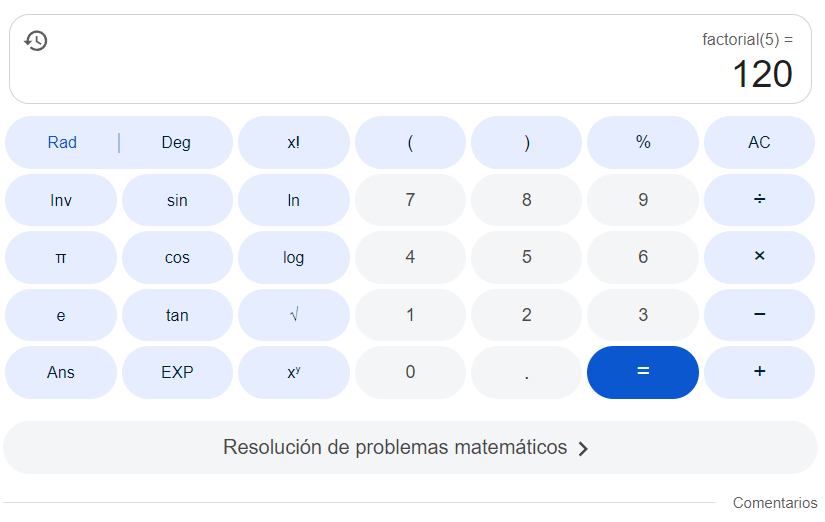 factorial(5) =
120
Rad | Deg x! ( ) % AC
Inv sin ln 7 8 9 ÷
π cos log 4 5 6 ×
e tan √ 1 2 3 −
Ans EXP xʸ 0 . = +
Resolución de problemas matemáticos
Comentarios